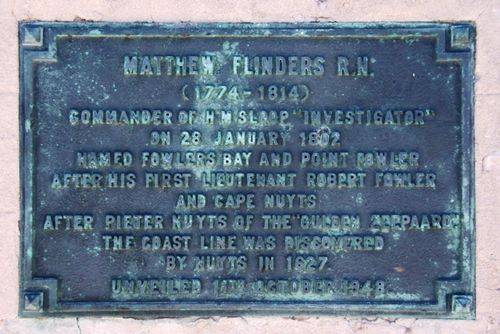 MATTHEW FLINDERS R.N.
(1774-1814)
COMMANDER OF H M SLOOP "INVESTIGATOR"
ON 28 JANUARY 1802
NAMED FOWLERS BAY AND POINT FOWLER
AFTER HIS FIRST LIEUTENANT ROBERT FOWLER
AND CAPE NUYTS
AFTER PIETER NUYTS OF THE "GULDEN ZEEPAARD"
THE COAST LINE WAS DISCOVERED
BY NUYTS IN 1627.
UNVEILED OCTOBER 1948